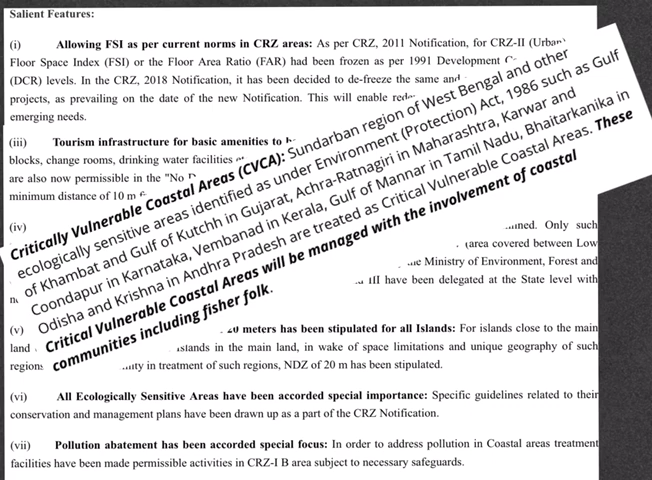 Salient Features:
(i) Allowing FSI as per current norms in CRZ areas: As per CRZ, 2011 Notification, for CRZ-II (Urban)
Floor Space Index (FSI) or the Floor Area Ratio (FAR) had been frozen as per 1991 Development
(DCR) levels. In the CRZ, 2018 Notification, it has been decided to de-freeze the same and
projects, as prevailing on the date of the new Notification. This will enable
emerging needs.
(iii) Tourism infrastructure for basic amenities to
blocks, change rooms, drinking water facilities
are also now permissible in the "No
minimum distance of 10 m
(iv)
Only such
(area covered between Low
Ministry of Environment, Forest and
III have been delegated at the State level with
Critically Vulnerable Coastal Areas (CVCA): Sundarban region of West Bengal and other
ecologically sensitive areas identified as under Environment (Protection) Act, 1986 such as Gulf
of Khambat and Gulf of Kutchh in Gujarat, Achra-Ratnagiri in Maharashtra, Karwar and
Coondapur in Karnataka, Vembanad in Kerala, Gulf of Mannar in Tamil Nadu, Bhaitarkanika in
Odisha and Krishna in Andhra Pradesh are treated as Critical Vulnerable Coastal Areas. These
Critical Vulnerable Coastal Areas will be managed with the involvement of coastal
communities including fisher folk.
(v) 20 meters has been stipulated for all Islands: For islands close to the main
land islands in the main land, in wake of space limitations and unique geography of such
regions in treatment of such regions, NDZ of 20 m has been stipulated.
(vi) All Ecologically Sensitive Areas have been accorded special importance: Specific guidelines related to their
conservation and management plans have been drawn up as a part of the CRZ Notification.
(vii) Pollution abatement has been accorded special focus: In order to address pollution in Coastal areas treatment
facilities have been made permissible activities in CRZ-I B area subject to necessary safeguards.